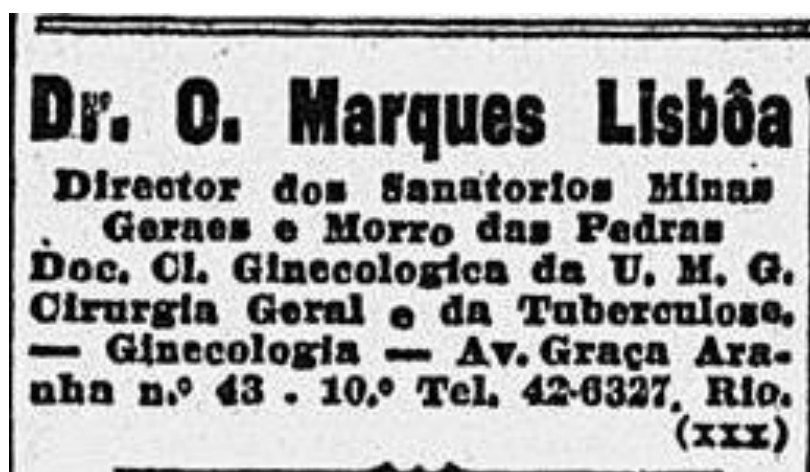 Dr. O. Marques Lisbôa
Director dos Sanatorios Minas
Geraes e Morro das Pedras
Doc. Cl. Ginecologica da U. M. G.
Cirurgia Geral e da Tuberculose.
— Ginecologia — Av. Graça Ara-
nha n.º 43 - 10.º Tel. 42-6327. Rio.
(xxx)